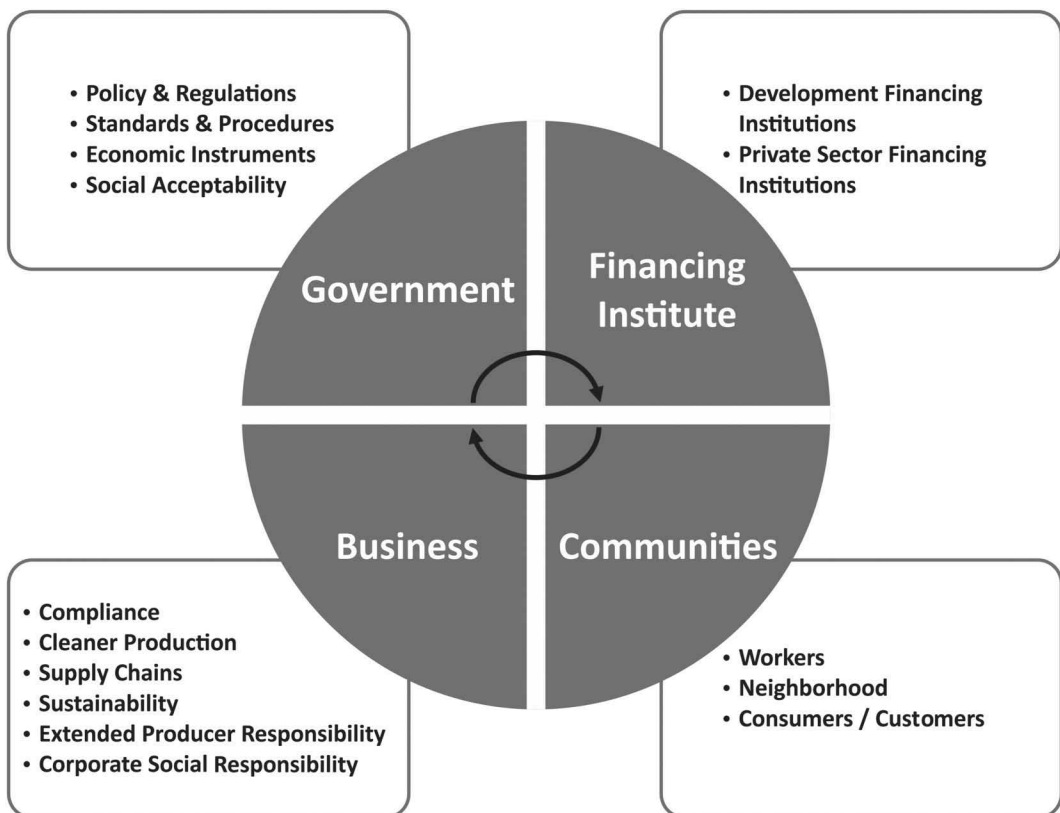 • Policy & Regulations
• Standards & Procedures
• Economic Instruments
• Social Acceptability
• Development Financing
Institutions
• Private Sector Financing
Institutions
Government
Financing
Institute
Business
Communities
• Compliance
• Cleaner Production
• Supply Chains
• Sustainability
• Extended Producer Responsibility
• Corporate Social Responsibility
• Workers
• Neighborhood
• Consumers / Customers